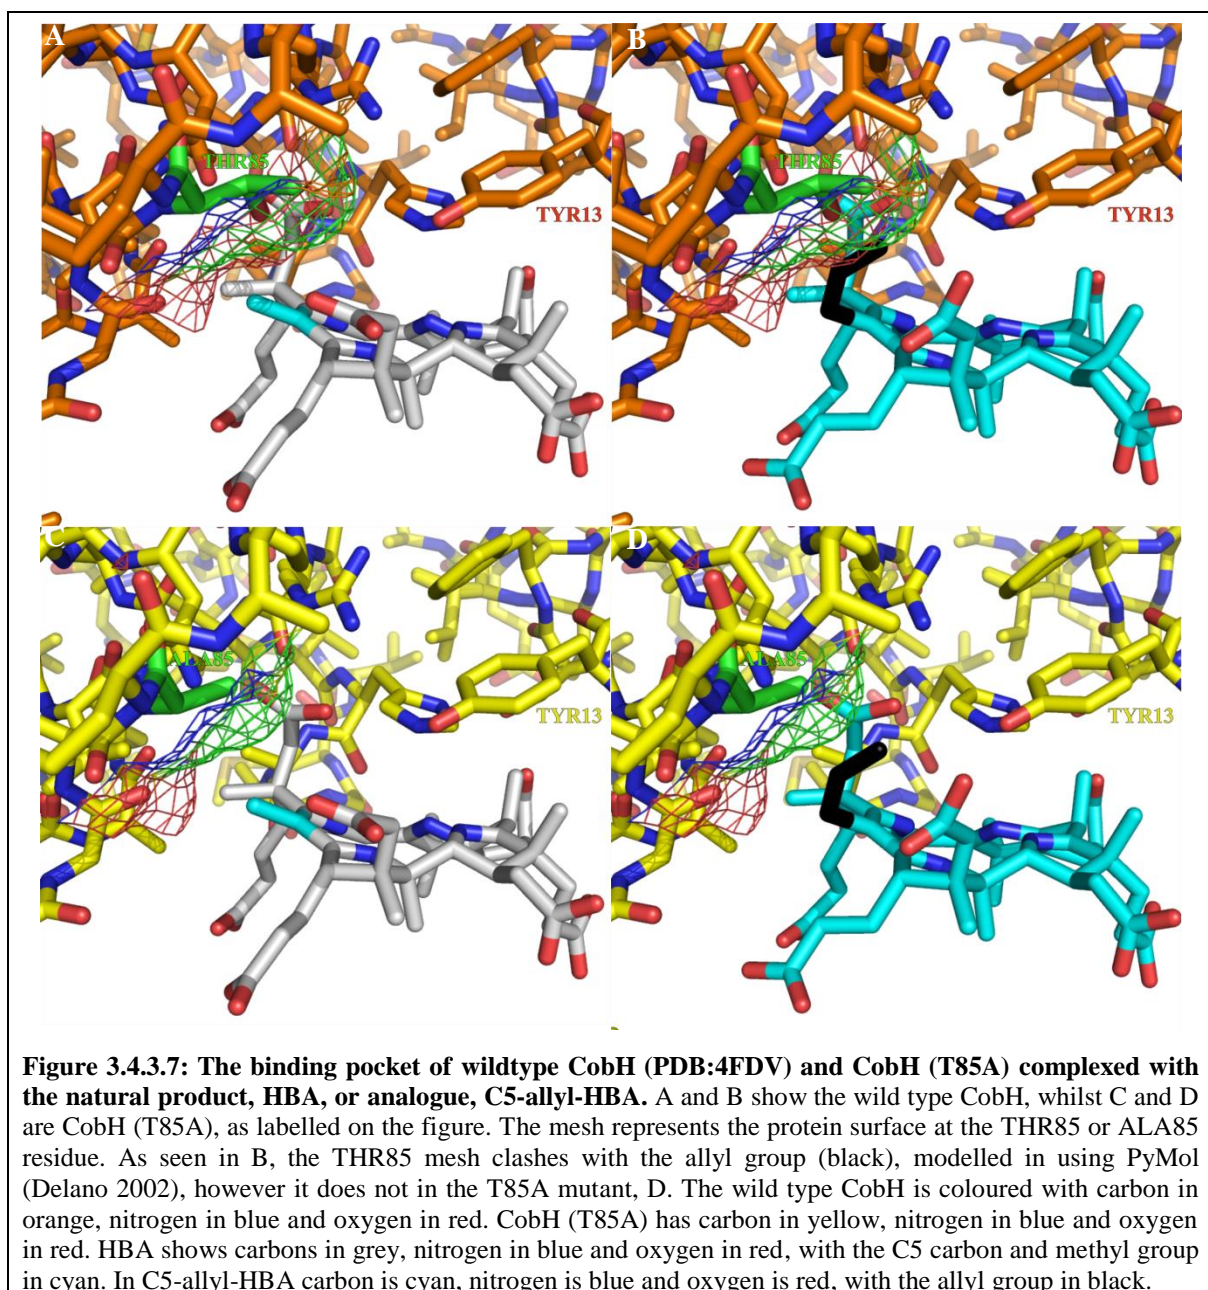 A
B
THR85
THR85
TYR13
TYR13
C
D
ALA85
ALA85
TYR13
TYR13
Figure 3.4.3.7: The binding pocket of wildtype CobH (PDB:4FDV) and CobH (T85A) complexed with
the natural product, HBA, or analogue, C5-allyl-HBA. A and B show the wild type CobH, whilst C and D
are CobH (T85A), as labelled on the figure. The mesh represents the protein surface at the THR85 or ALA85
residue. As seen in B, the THR85 mesh clashes with the allyl group (black), modelled in using PyMol
(Delano 2002), however it does not in the T85A mutant, D. The wild type CobH is coloured with carbon in
orange, nitrogen in blue and oxygen in red. CobH (T85A) has carbon in yellow, nitrogen in blue and oxygen
in red. HBA shows carbons in grey, nitrogen in blue and oxygen in red, with the C5 carbon and methyl group
in cyan. In C5-allyl-HBA carbon is cyan, nitrogen is blue and oxygen is red, with the allyl group in black.